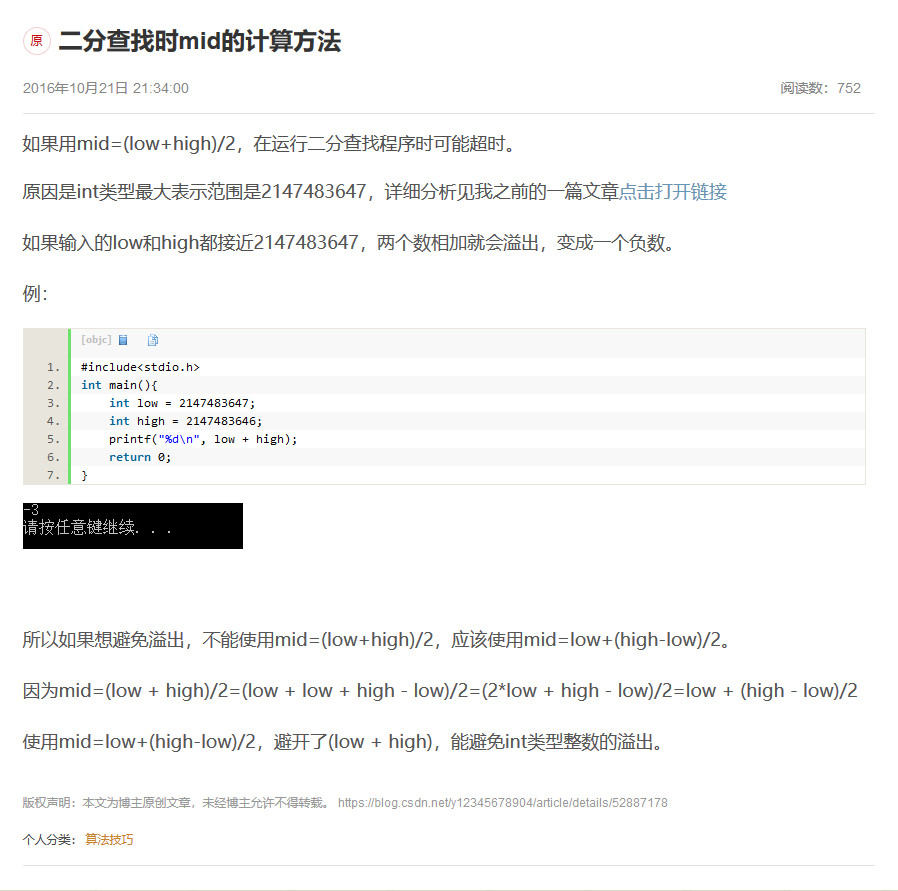 原 二分查找时mid的计算方法
2016年10月21日 21:34:00 阅读数：752
如果用mid=(low+high)/2，在运行二分查找程序时可能超时。
原因是int类型最大表示范围是2147483647，详细分析见我之前的一篇文章点击打开链接
如果输入的low和high都接近2147483647，两个数相加就会溢出，变成一个负数。
例：
[objc]
1. #include<stdio.h>
2. int main(){
3.     int low = 2147483647;
4.     int high = 2147483646;
5.     printf("%d\n", low + high);
6.     return 0;
7. }
-3
请按任意键继续. . .
所以如果想避免溢出，不能使用mid=(low+high)/2，应该使用mid=low+(high-low)/2。
因为mid=(low + high)/2=(low + low + high - low)/2=(2*low + high - low)/2=low + (high - low)/2
使用mid=low+(high-low)/2，避开了(low + high)，能避免int类型整数的溢出。
版权声明：本文为博主原创文章，未经博主允许不得转载。 https://blog.csdn.net/y12345678904/article/details/52887178
个人分类： 算法技巧